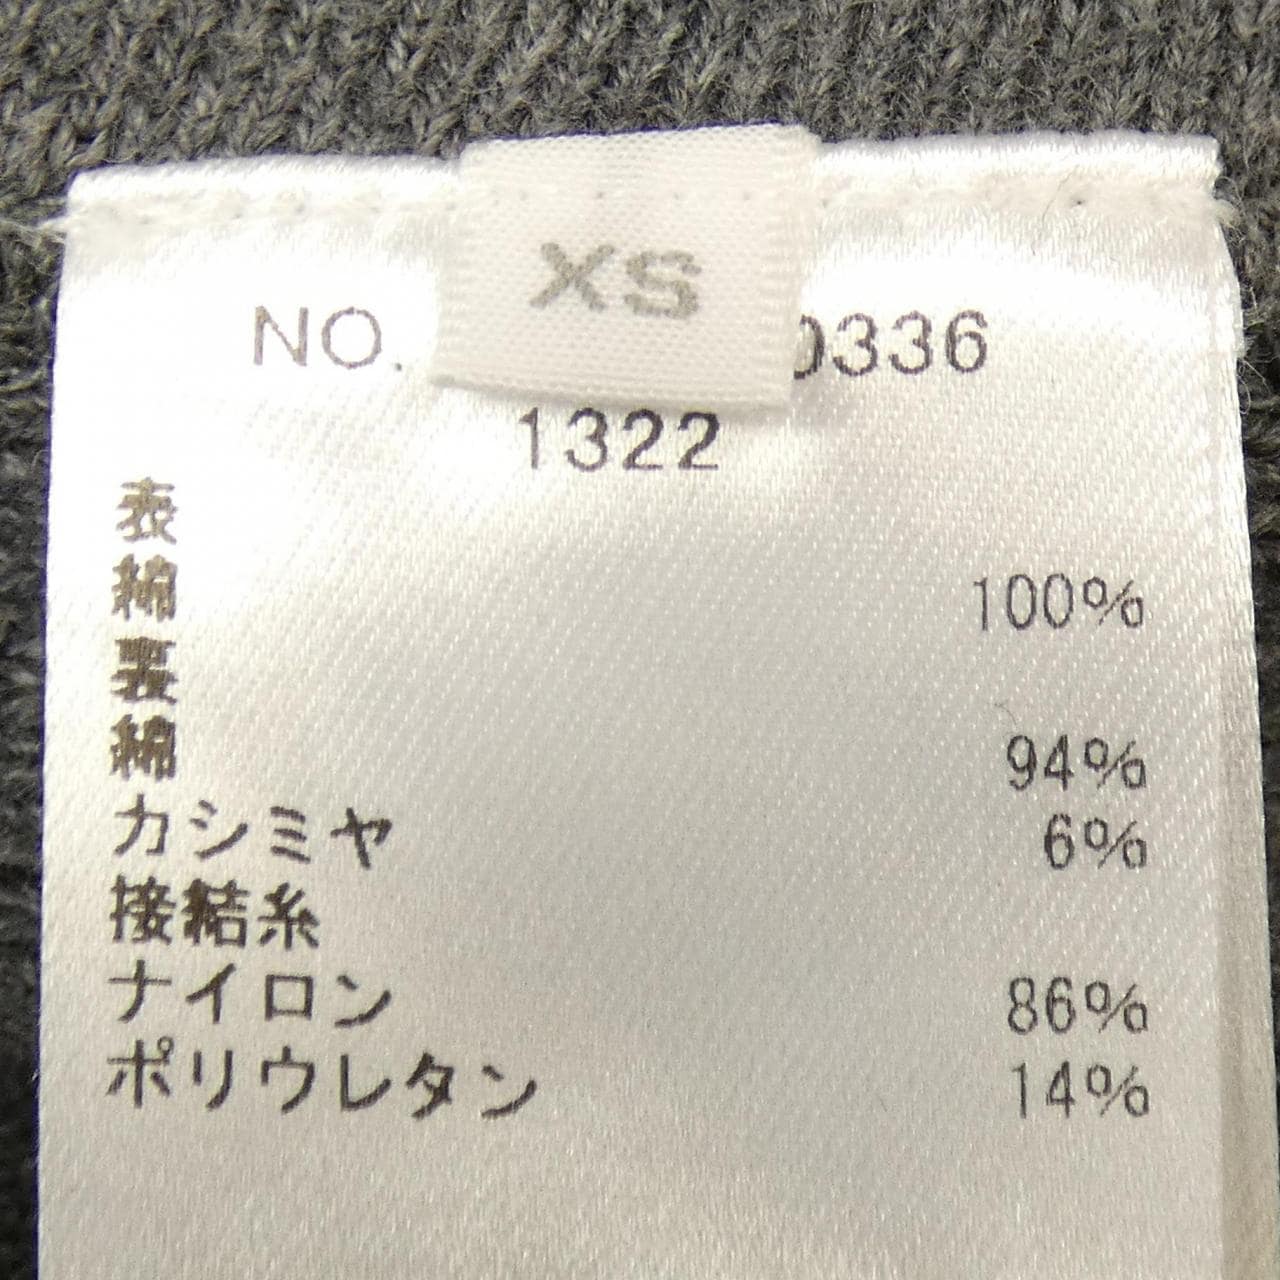 XS
NO. 0336
1322
表
綿 100%
裏
綿 94%
カシミヤ 6%
接結糸
ナイロン 86%
ポリウレタン 14%